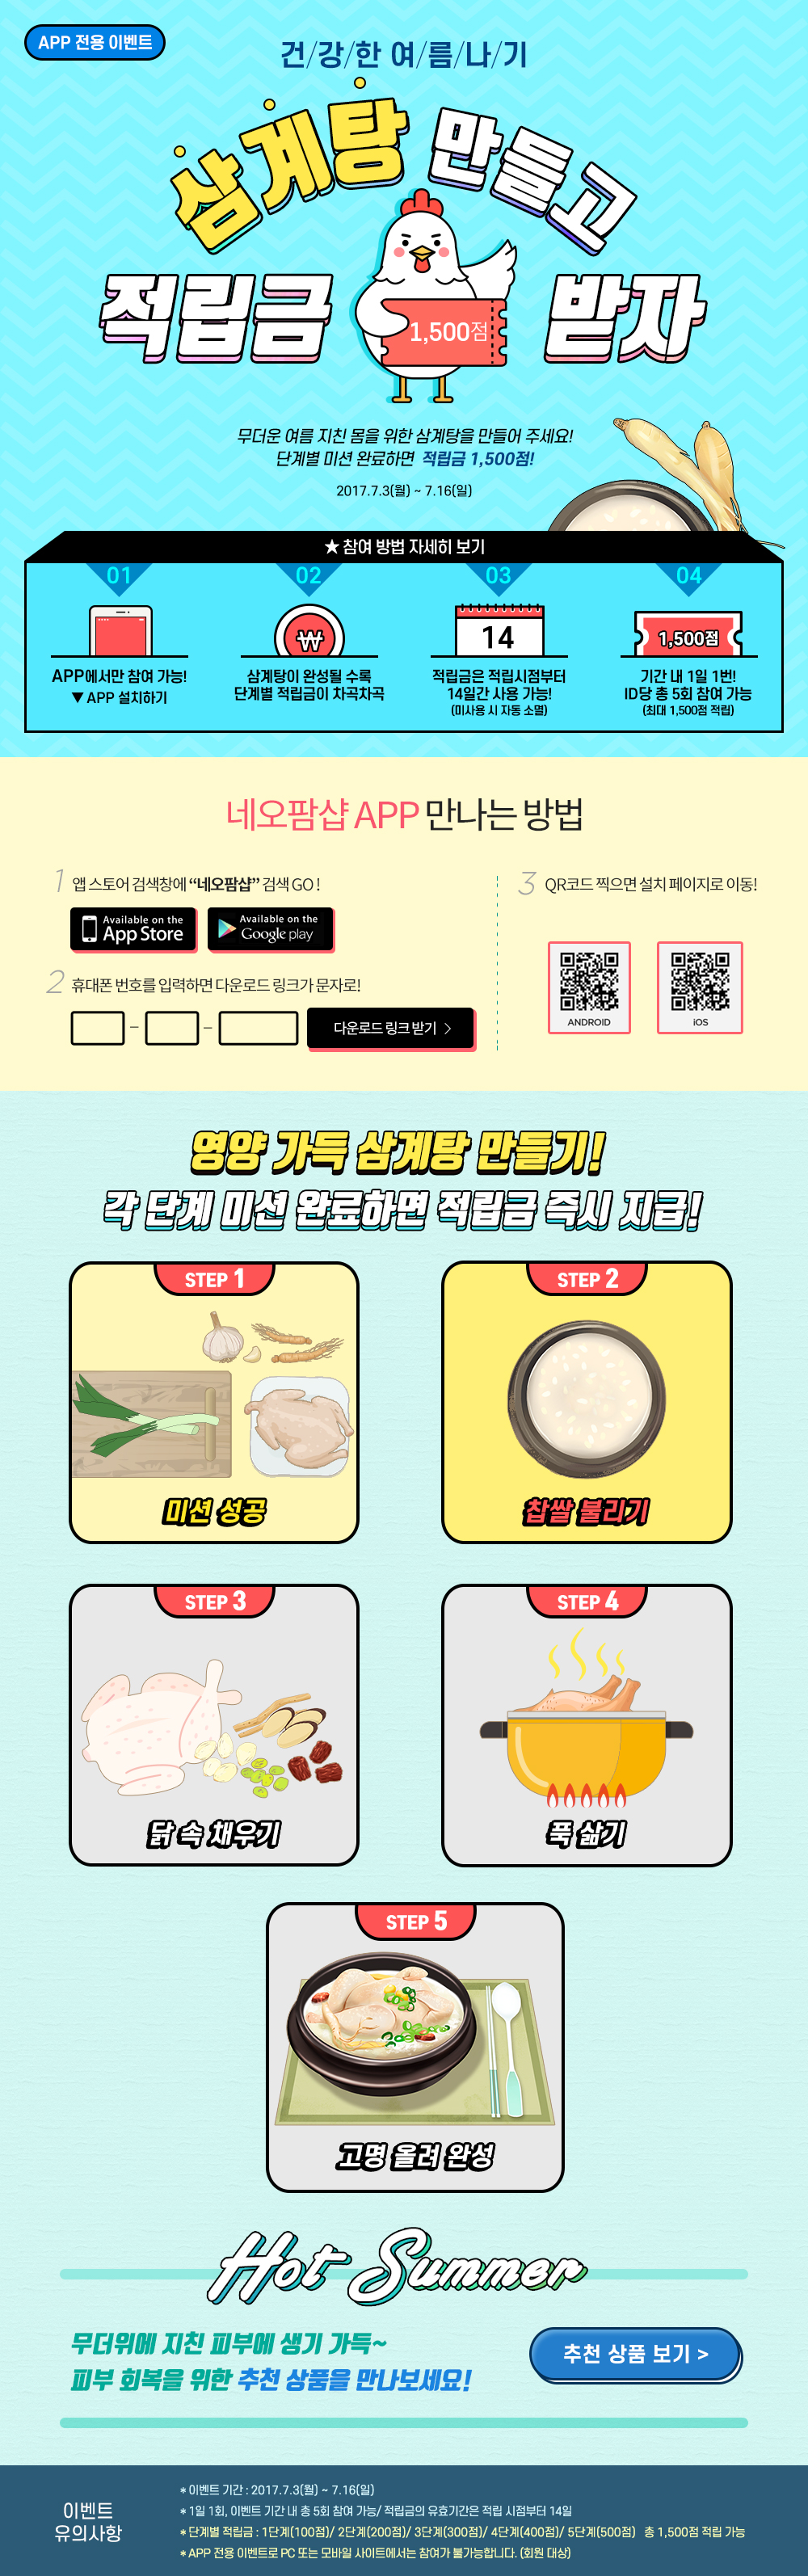 APP 전용 이벤트
건/강/한 여/름/나/기
삼계탕 만들고
적립금 받자
1,500점
무더운 여름 지친 몸을 위한 삼계탕을 만들어 주세요!
단계별 미션 완료하면 적립금 1,500점!
2017.7.3(월) ~ 7.16(일)
★ 참여 방법 자세히 보기
01
APP에서만 참여 가능!
▼ APP 설치하기
02
₩
삼계탕이 완성될 수록
단계별 적립금이 차곡차곡
03
14
적립금은 적립시점부터
14일간 사용 가능!
(미사용 시 자동 소멸)
04
1,500점
기간 내 1일 1번!
ID당 총 5회 참여 가능
(최대 1,500점 적립)
네오팜샵 APP 만나는 방법
1 앱 스토어 검색창에 “네오팜샵” 검색 GO !
Available on the
App Store
Available on the
Google play
2 휴대폰 번호를 입력하면 다운로드 링크가 문자로!
– –
다운로드 링크 받기 >
3 QR코드 찍으면 설치 페이지로 이동!
ANDROID
iOS
영양 가득 삼계탕 만들기!
각 단계 미션 완료하면 적립금 즉시 지급!
STEP 1
미션 성공
STEP 2
찹쌀 불리기
STEP 3
닭 속 채우기
STEP 4
푹 삶기
STEP 5
고명 올려 완성
Hot Summer
무더위에 지친 피부에 생기 가득~
피부 회복을 위한 추천 상품을 만나보세요!
추천 상품 보기 >
이벤트
유의사항
* 이벤트 기간 : 2017.7.3(월) ~ 7.16(일)
* 1일 1회, 이벤트 기간 내 총 5회 참여 가능/ 적립금의 유효기간은 적립 시점부터 14일
* 단계별 적립금 : 1단계(100점)/ 2단계(200점)/ 3단계(300점)/ 4단계(400점)/ 5단계(500점) 총 1,500점 적립 가능
* APP 전용 이벤트로 PC 또는 모바일 사이트에서는 참여가 불가능합니다. (회원 대상)